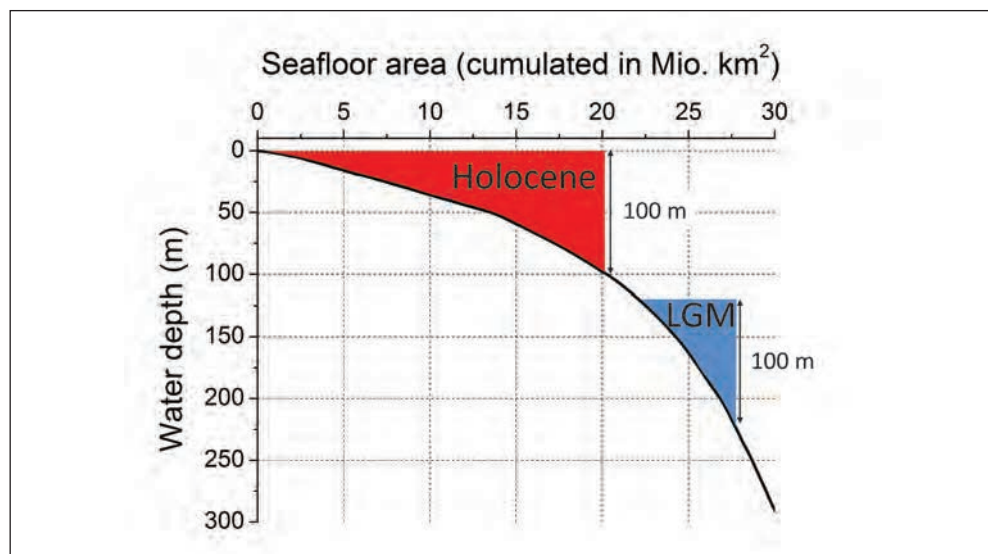 Seafloor area (cumulated in Mio. km²)
0 5 10 15 20 25 30
Water depth (m)
0
50
100
150
200
250
300
Holocene
100 m
LGM
100 m